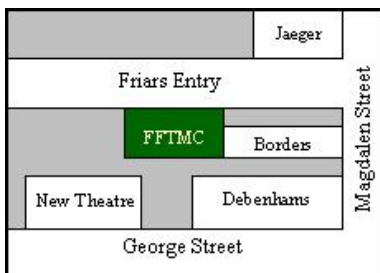 Jaeger
Friars Entry
Magdalen Street
FFTMC
Borders
New Theatre
Debenhams
George Street